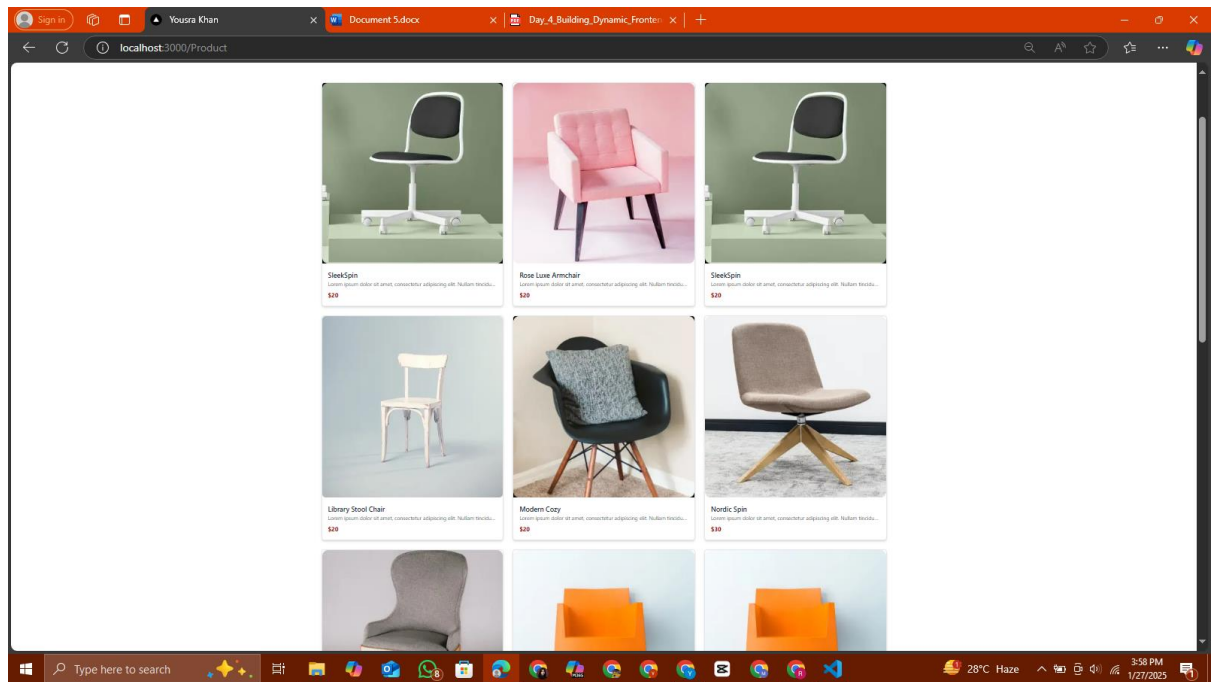 Sign in
Yousra Khan
Document 5.docx
Day_4_Building_Dynamic_Fronten
localhost:3000/Product
SleekSpin
Lorem ipsum dolor sit amet, consectetur adipiscing elit. Nullam tincidu...
$20
Rose Luxe Armchair
Lorem ipsum dolor sit amet, consectetur adipiscing elit. Nullam tincidu...
$20
SleekSpin
Lorem ipsum dolor sit amet, consectetur adipiscing elit. Nullam tincidu...
$20
Library Stool Chair
Lorem ipsum dolor sit amet, consectetur adipiscing elit. Nullam tincidu...
$20
Modern Cozy
Lorem ipsum dolor sit amet, consectetur adipiscing elit. Nullam tincidu...
$20
Nordic Spin
Lorem ipsum dolor sit amet, consectetur adipiscing elit. Nullam tincidu...
$30
Type here to search
28°C Haze
3:58 PM
1/27/2025